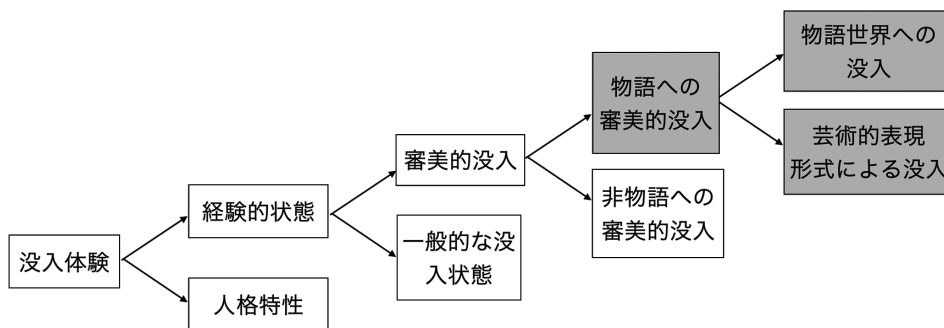 物語世界への
没入
物語への
審美的没入
芸術的表現
形式による没入
審美的没入
非物語への
審美的没入
経験的状態
一般的な没
入状態
没入体験
人格特性